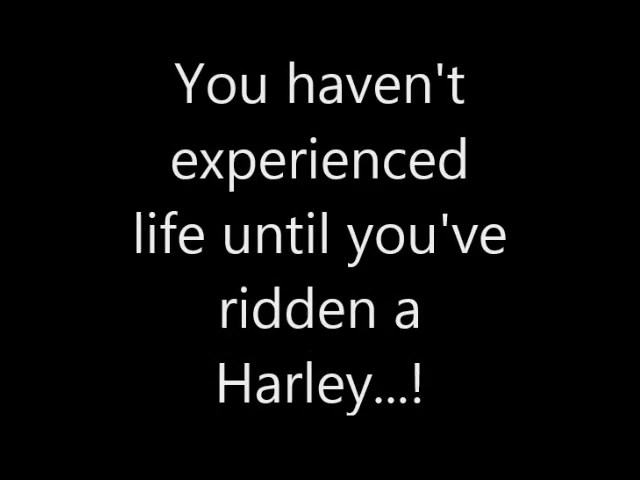 You haven't
experienced
life until you've
ridden a
Harley...!